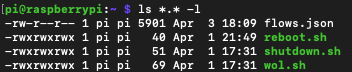 pi@raspberrypi:~ $ ls *.* -l
-rw-r--r-- 1 pi pi 5901 Apr 3 18:09 flows.json
-rwxrwxrwx 1 pi pi 40 Apr 1 21:49 reboot.sh
-rwxrwxrwx 1 pi pi 51 Apr 1 17:31 shutdown.sh
-rwxrwxrwx 1 pi pi 69 Apr 1 17:31 wol.sh